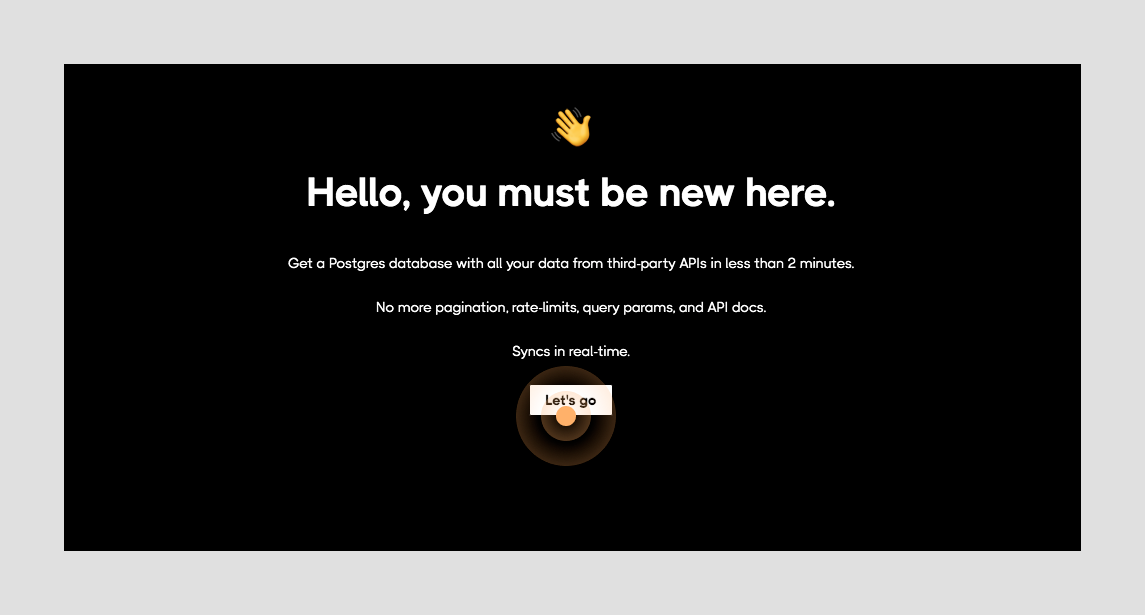 Hello, you must be new here.
Get a Postgres database with all your data from third-party APIs in less than 2 minutes.
No more pagination, rate-limits, query params, and API docs.
Syncs in real-time.
Let's go